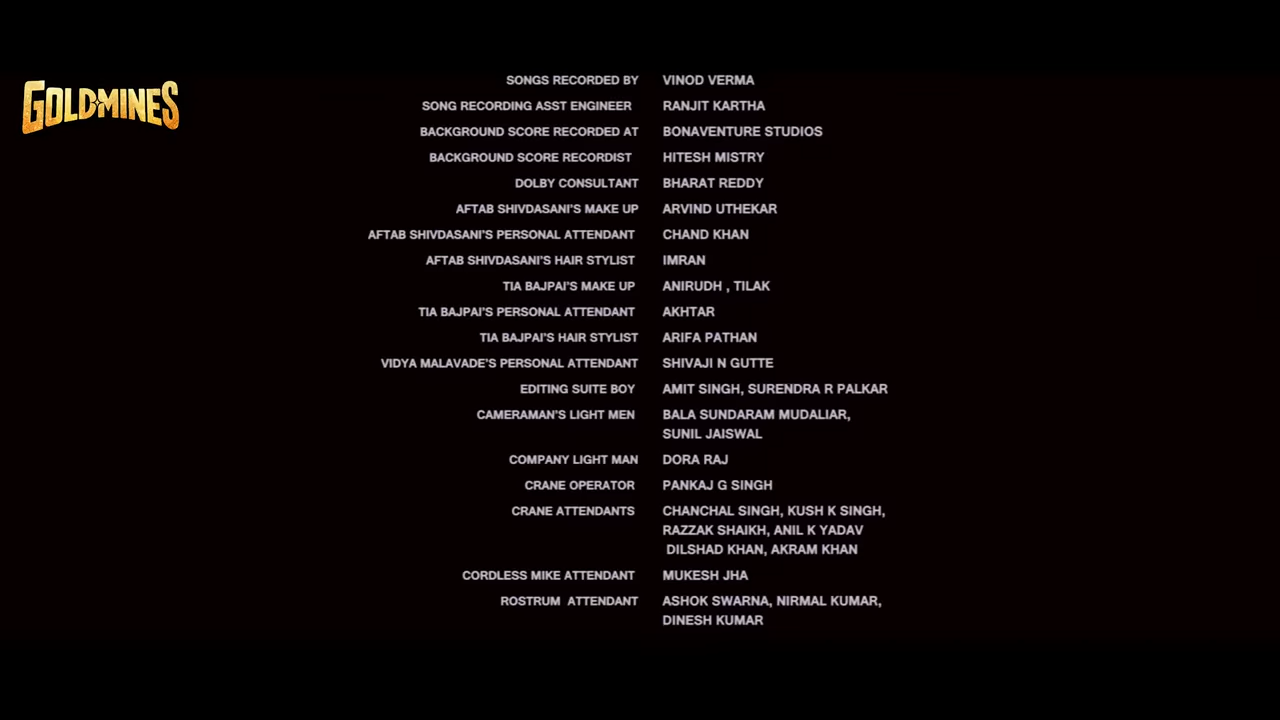 GOLDMINES
SONGS RECORDED BY VINOD VERMA
SONG RECORDING ASST ENGINEER RANJIT KARTHA
BACKGROUND SCORE RECORDED AT BONAVENTURE STUDIOS
BACKGROUND SCORE RECORDIST HITESH MISTRY
DOLBY CONSULTANT BHARAT REDDY
AFTAB SHIVDASANI'S MAKE UP ARVIND UTHEKAR
AFTAB SHIVDASANI'S PERSONAL ATTENDANT CHAND KHAN
AFTAB SHIVDASANI'S HAIR STYLIST IMRAN
TIA BAJPAI'S MAKE UP ANIRUDH , TILAK
TIA BAJPAI'S PERSONAL ATTENDANT AKHTAR
TIA BAJPAI'S HAIR STYLIST ARIFA PATHAN
VIDYA MALAVADE'S PERSONAL ATTENDANT SHIVAJI N GUTTE
EDITING SUITE BOY AMIT SINGH, SURENDRA R PALKAR
CAMERAMAN'S LIGHT MEN BALA SUNDARAM MUDALIAR,
SUNIL JAISWAL
COMPANY LIGHT MAN DORA RAJ
CRANE OPERATOR PANKAJ G SINGH
CRANE ATTENDANTS CHANCHAL SINGH, KUSH K SINGH,
RAZZAK SHAIKH, ANIL K YADAV
DILSHAD KHAN, AKRAM KHAN
CORDLESS MIKE ATTENDANT MUKESH JHA
ROSTRUM ATTENDANT ASHOK SWARNA, NIRMAL KUMAR,
DINESH KUMAR